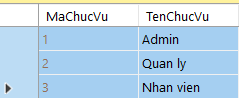 MaChucVu TenChucVu
1 Admin
2 Quan ly
3 Nhan vien